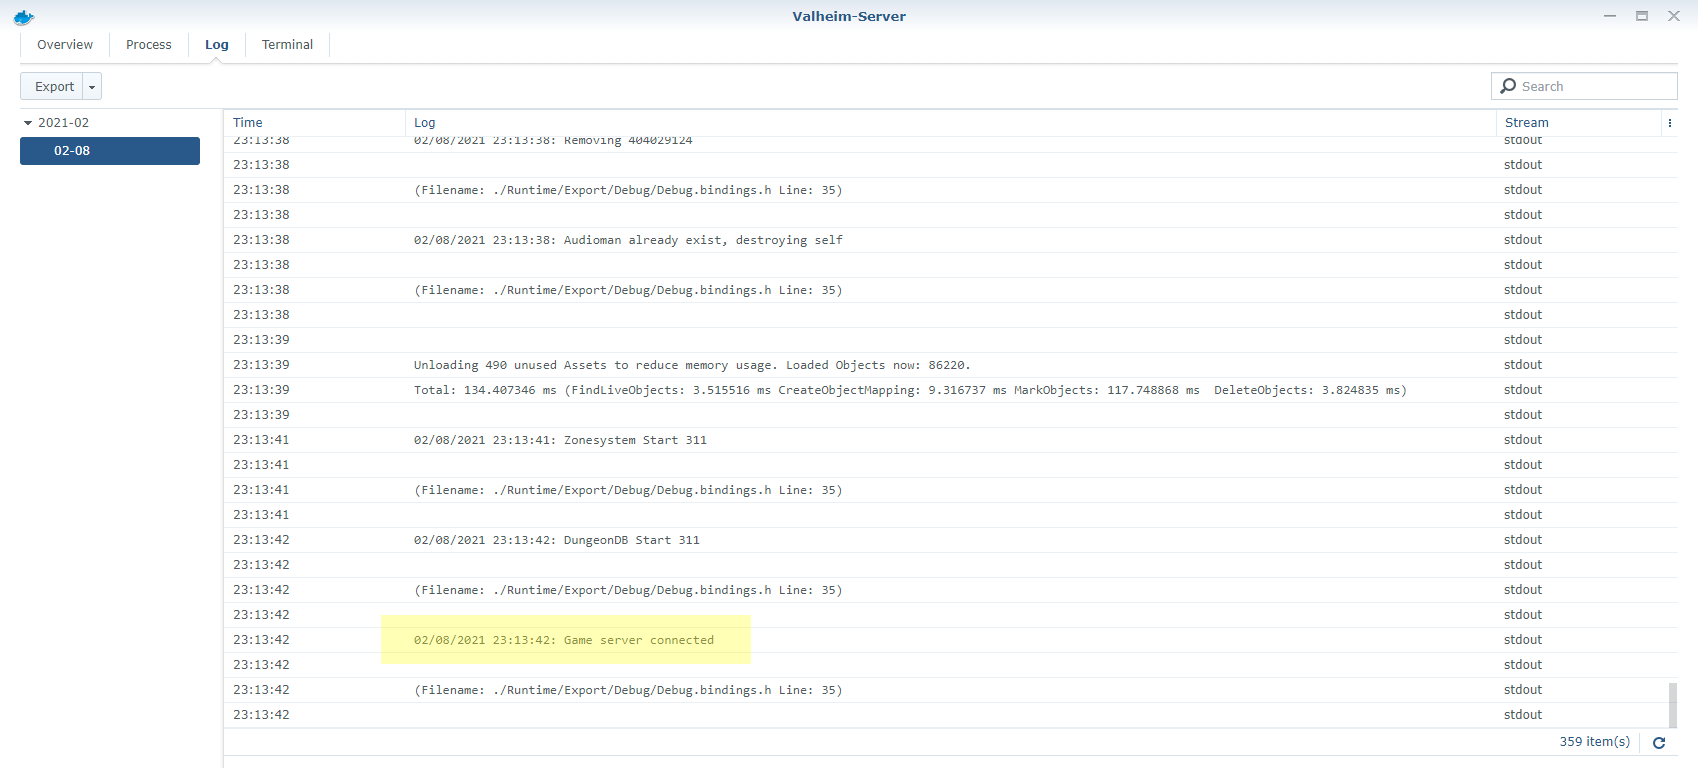 Valheim-Server
Overview Process Log Terminal
Export Search
2021-02
02-08
Time Log Stream
23:13:38 02/08/2021 23:13:38: Removing 404029124 stdout
23:13:38 stdout
23:13:38 (Filename: ./Runtime/Export/Debug/Debug.bindings.h Line: 35) stdout
23:13:38 stdout
23:13:38 02/08/2021 23:13:38: Audioman already exist, destroying self stdout
23:13:38 stdout
23:13:38 (Filename: ./Runtime/Export/Debug/Debug.bindings.h Line: 35) stdout
23:13:38 stdout
23:13:39 stdout
23:13:39 Unloading 490 unused Assets to reduce memory usage. Loaded Objects now: 86220. stdout
23:13:39 Total: 134.407346 ms (FindLiveObjects: 3.515516 ms CreateObjectMapping: 9.316737 ms MarkObjects: 117.748868 ms  DeleteObjects: 3.824835 ms) stdout
23:13:39 stdout
23:13:41 02/08/2021 23:13:41: Zonesystem Start 311 stdout
23:13:41 stdout
23:13:41 (Filename: ./Runtime/Export/Debug/Debug.bindings.h Line: 35) stdout
23:13:41 stdout
23:13:42 02/08/2021 23:13:42: DungeonDB Start 311 stdout
23:13:42 stdout
23:13:42 (Filename: ./Runtime/Export/Debug/Debug.bindings.h Line: 35) stdout
23:13:42 stdout
23:13:42 02/08/2021 23:13:42: Game server connected stdout
23:13:42 stdout
23:13:42 (Filename: ./Runtime/Export/Debug/Debug.bindings.h Line: 35) stdout
23:13:42 stdout
359 item(s)